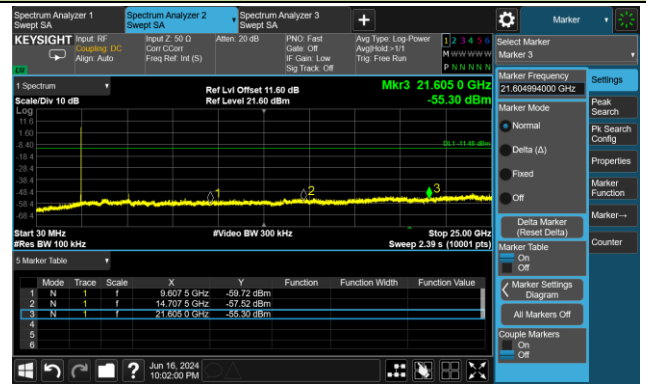 Spectrum Analyzer 1
Swept SA
Spectrum Analyzer 2
Swept SA
Spectrum Analyzer 3
Swept SA
Marker
KEYSIGHT
Input: RF
Coupling: DC
Align: Auto
Input Z: 50 Ω
Corr CCorr
Freq Ref: Int (S)
Atten: 20 dB
PNO: Fast
Gate: Off
IF Gain: Low
Sig Track: Off
Avg Type: Log-Power
Avg|Hold:>1/1
Trig: Free Run
1 2 3 4 5 6
M W W W W W
P N N N N N
Select Marker
Marker 3
1 Spectrum
Scale/Div 10 dB
Ref Lvl Offset 11.60 dB
Ref Level 21.60 dBm
Mkr3 21.605 0 GHz
-55.30 dBm
Log
11.6
1.60
-8.40
-18.4
-28.4
-38.4
-48.4
-58.4
-68.4
DL1 -11.45 dBm
1
2
3
Start 30 MHz
#Res BW 100 kHz
#Video BW 300 kHz
Stop 25.00 GHz
Sweep 2.39 s (10001 pts)
5 Marker Table
Mode Trace Scale X Y Function Function Width Function Value
1 N 1 f 9.607 5 GHz -59.72 dBm
2 N 1 f 14.707 5 GHz -57.52 dBm
3 N 1 f 21.605 0 GHz -55.30 dBm
4
5
6
Marker Frequency
21.604994000 GHz
Marker Mode
Normal
Delta (Δ)
Fixed
Off
Delta Marker
(Reset Delta)
Marker Table
On
Off
Marker Settings
Diagram
All Markers Off
Couple Markers
On
Off
Settings
Peak
Search
Pk Search
Config
Properties
Marker
Function
Marker→
Counter
Jun 16, 2024
10:02:00 PM